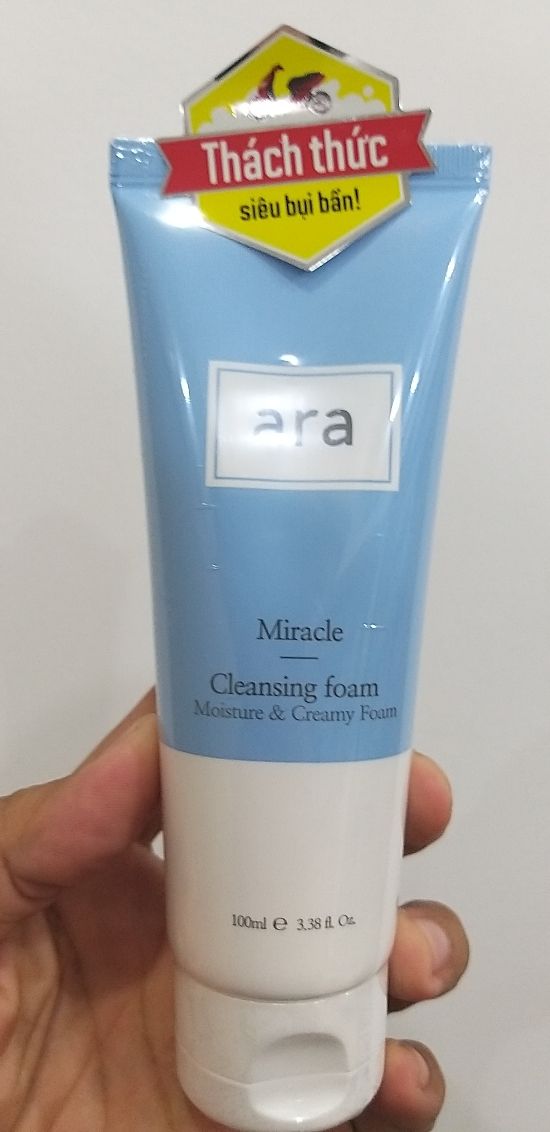 Thách thức
siêu bụi bẩn!
ara
Miracle
Cleansing foam
Moisture & Creamy Foam
100ml ℮ 3.38 fl. Oz.